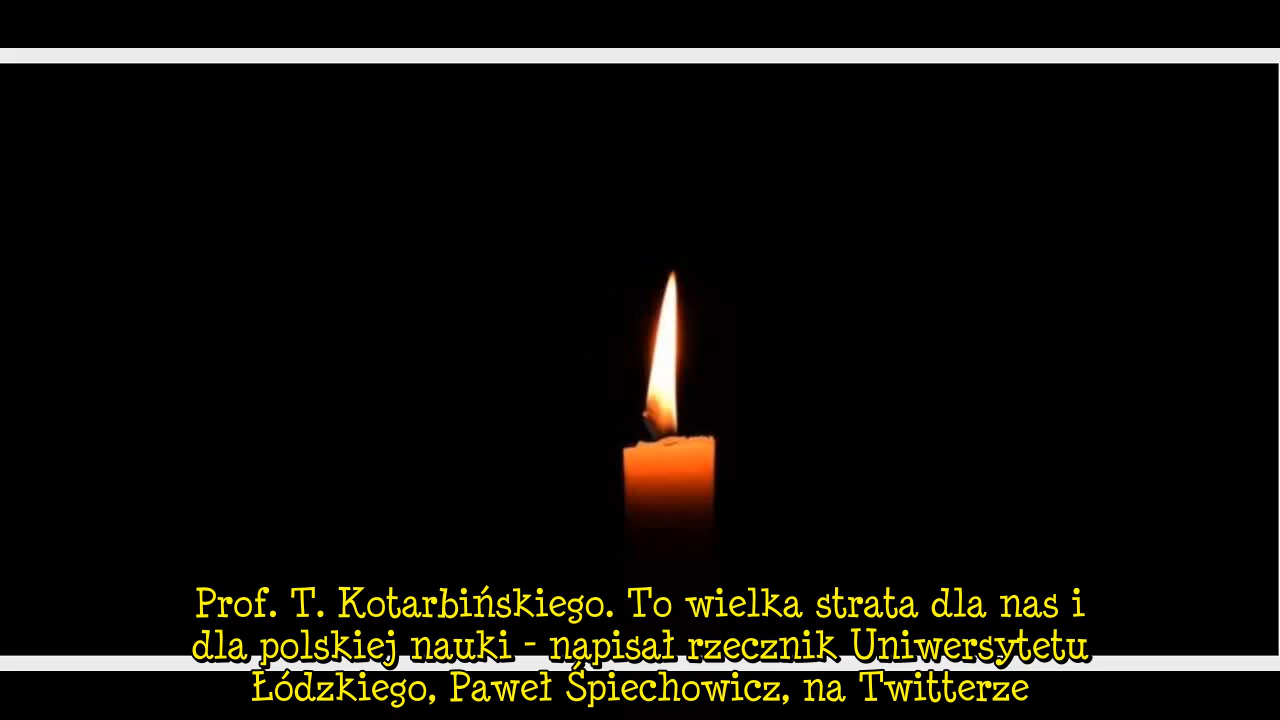 Prof. T. Kotarbińskiego. To wielka strata dla nas i
dla polskiej nauki - napisał rzecznik Uniwersytetu
Łódzkiego, Paweł Śpiechowicz, na Twitterze